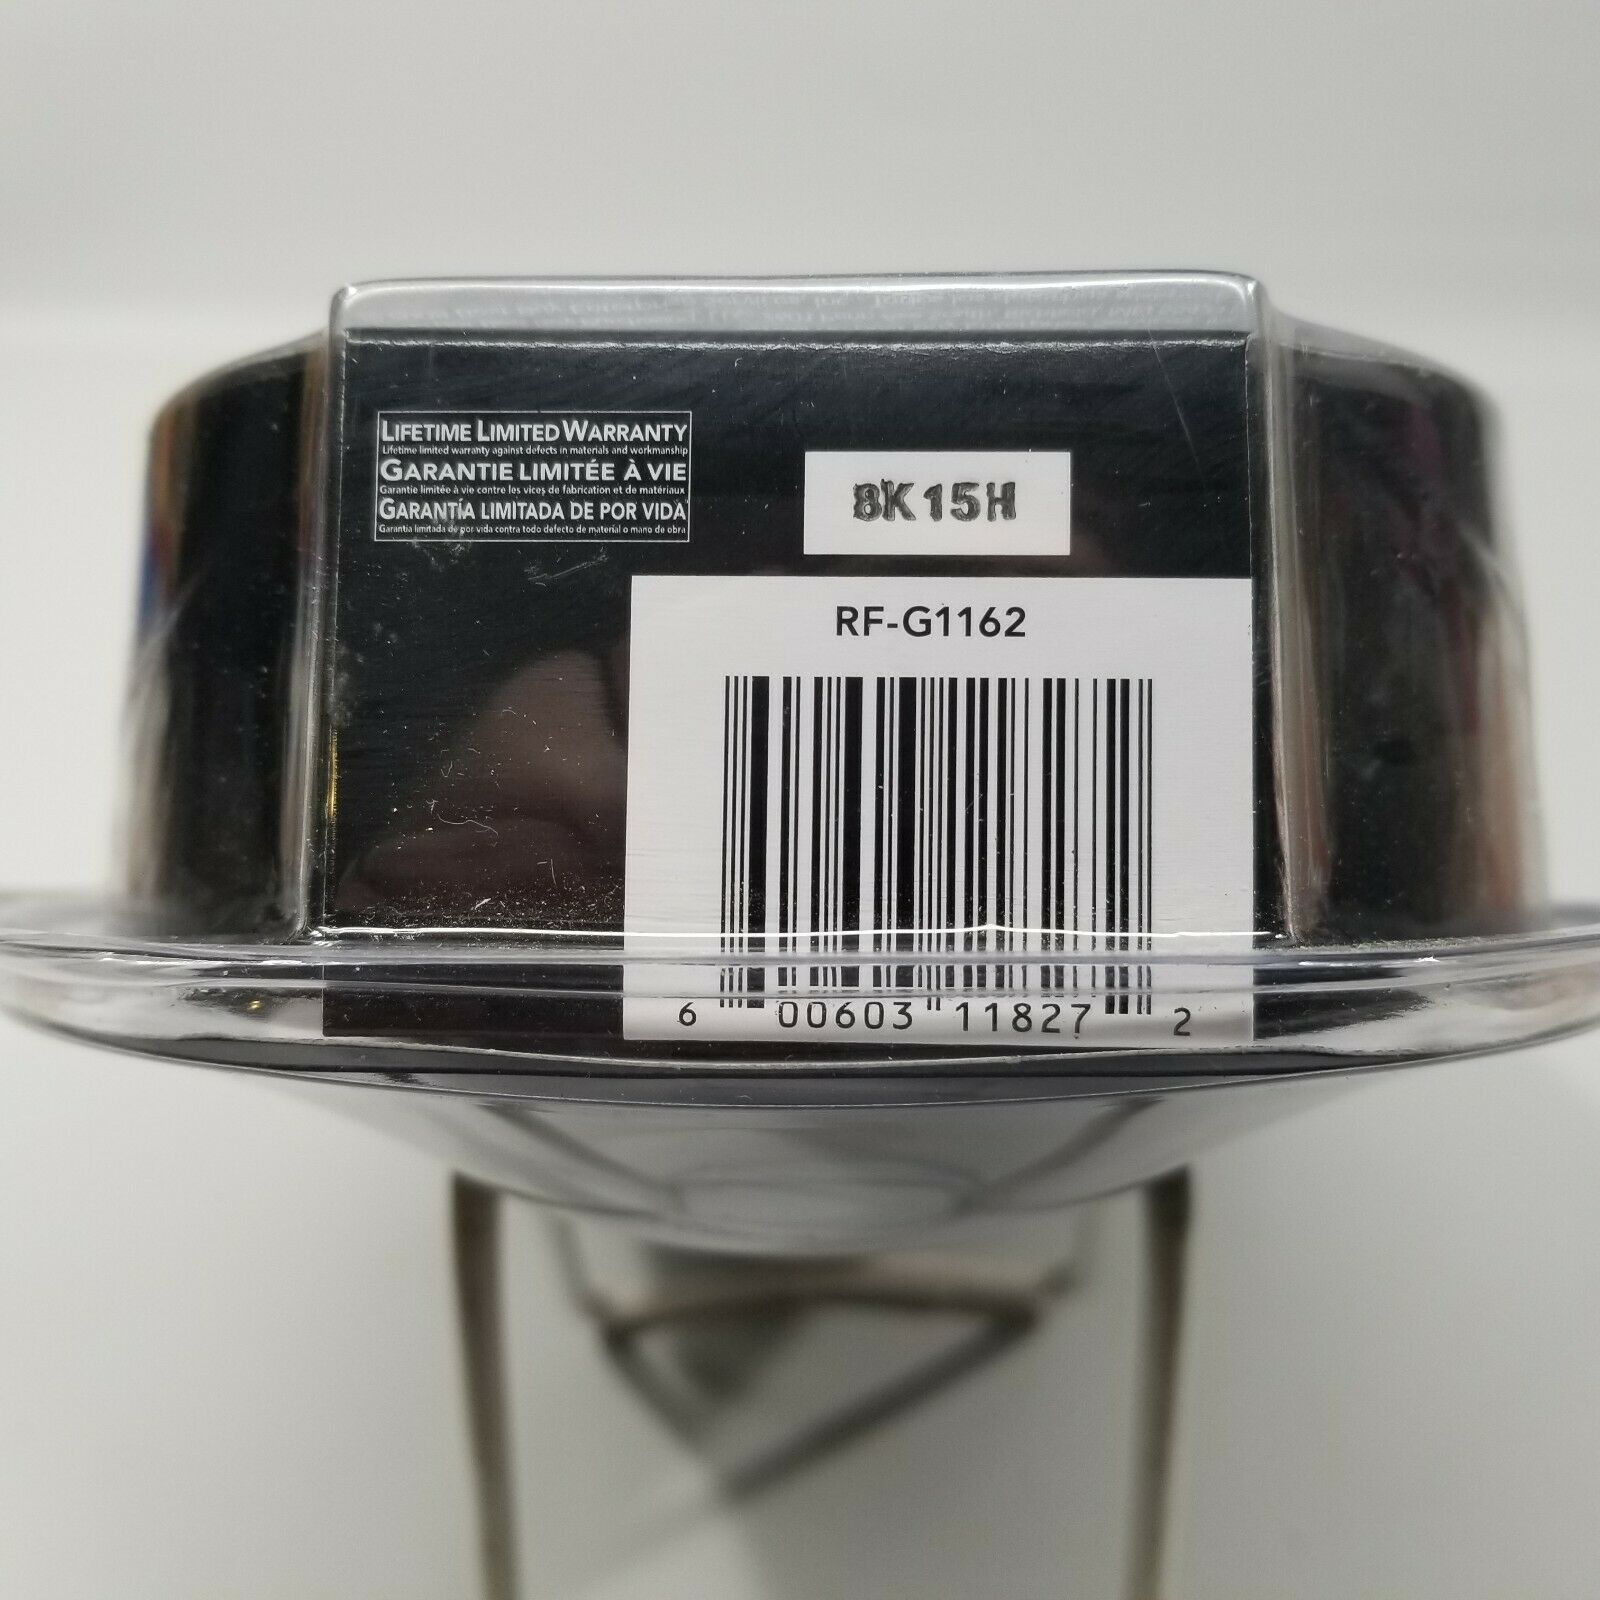 LIFETIME LIMITED WARRANTY
Lifetime limited warranty against defects in materials and workmanship
GARANTIE LIMITÉE À VIE
Garantie limitée à vie contre les vices de fabrication et de matériaux
GARANTÍA LIMITADA DE POR VIDA
Garantía limitada de por vida contra todo defecto de material o mano de obra
8K15H
RF-G1162
6 00603 11827 2